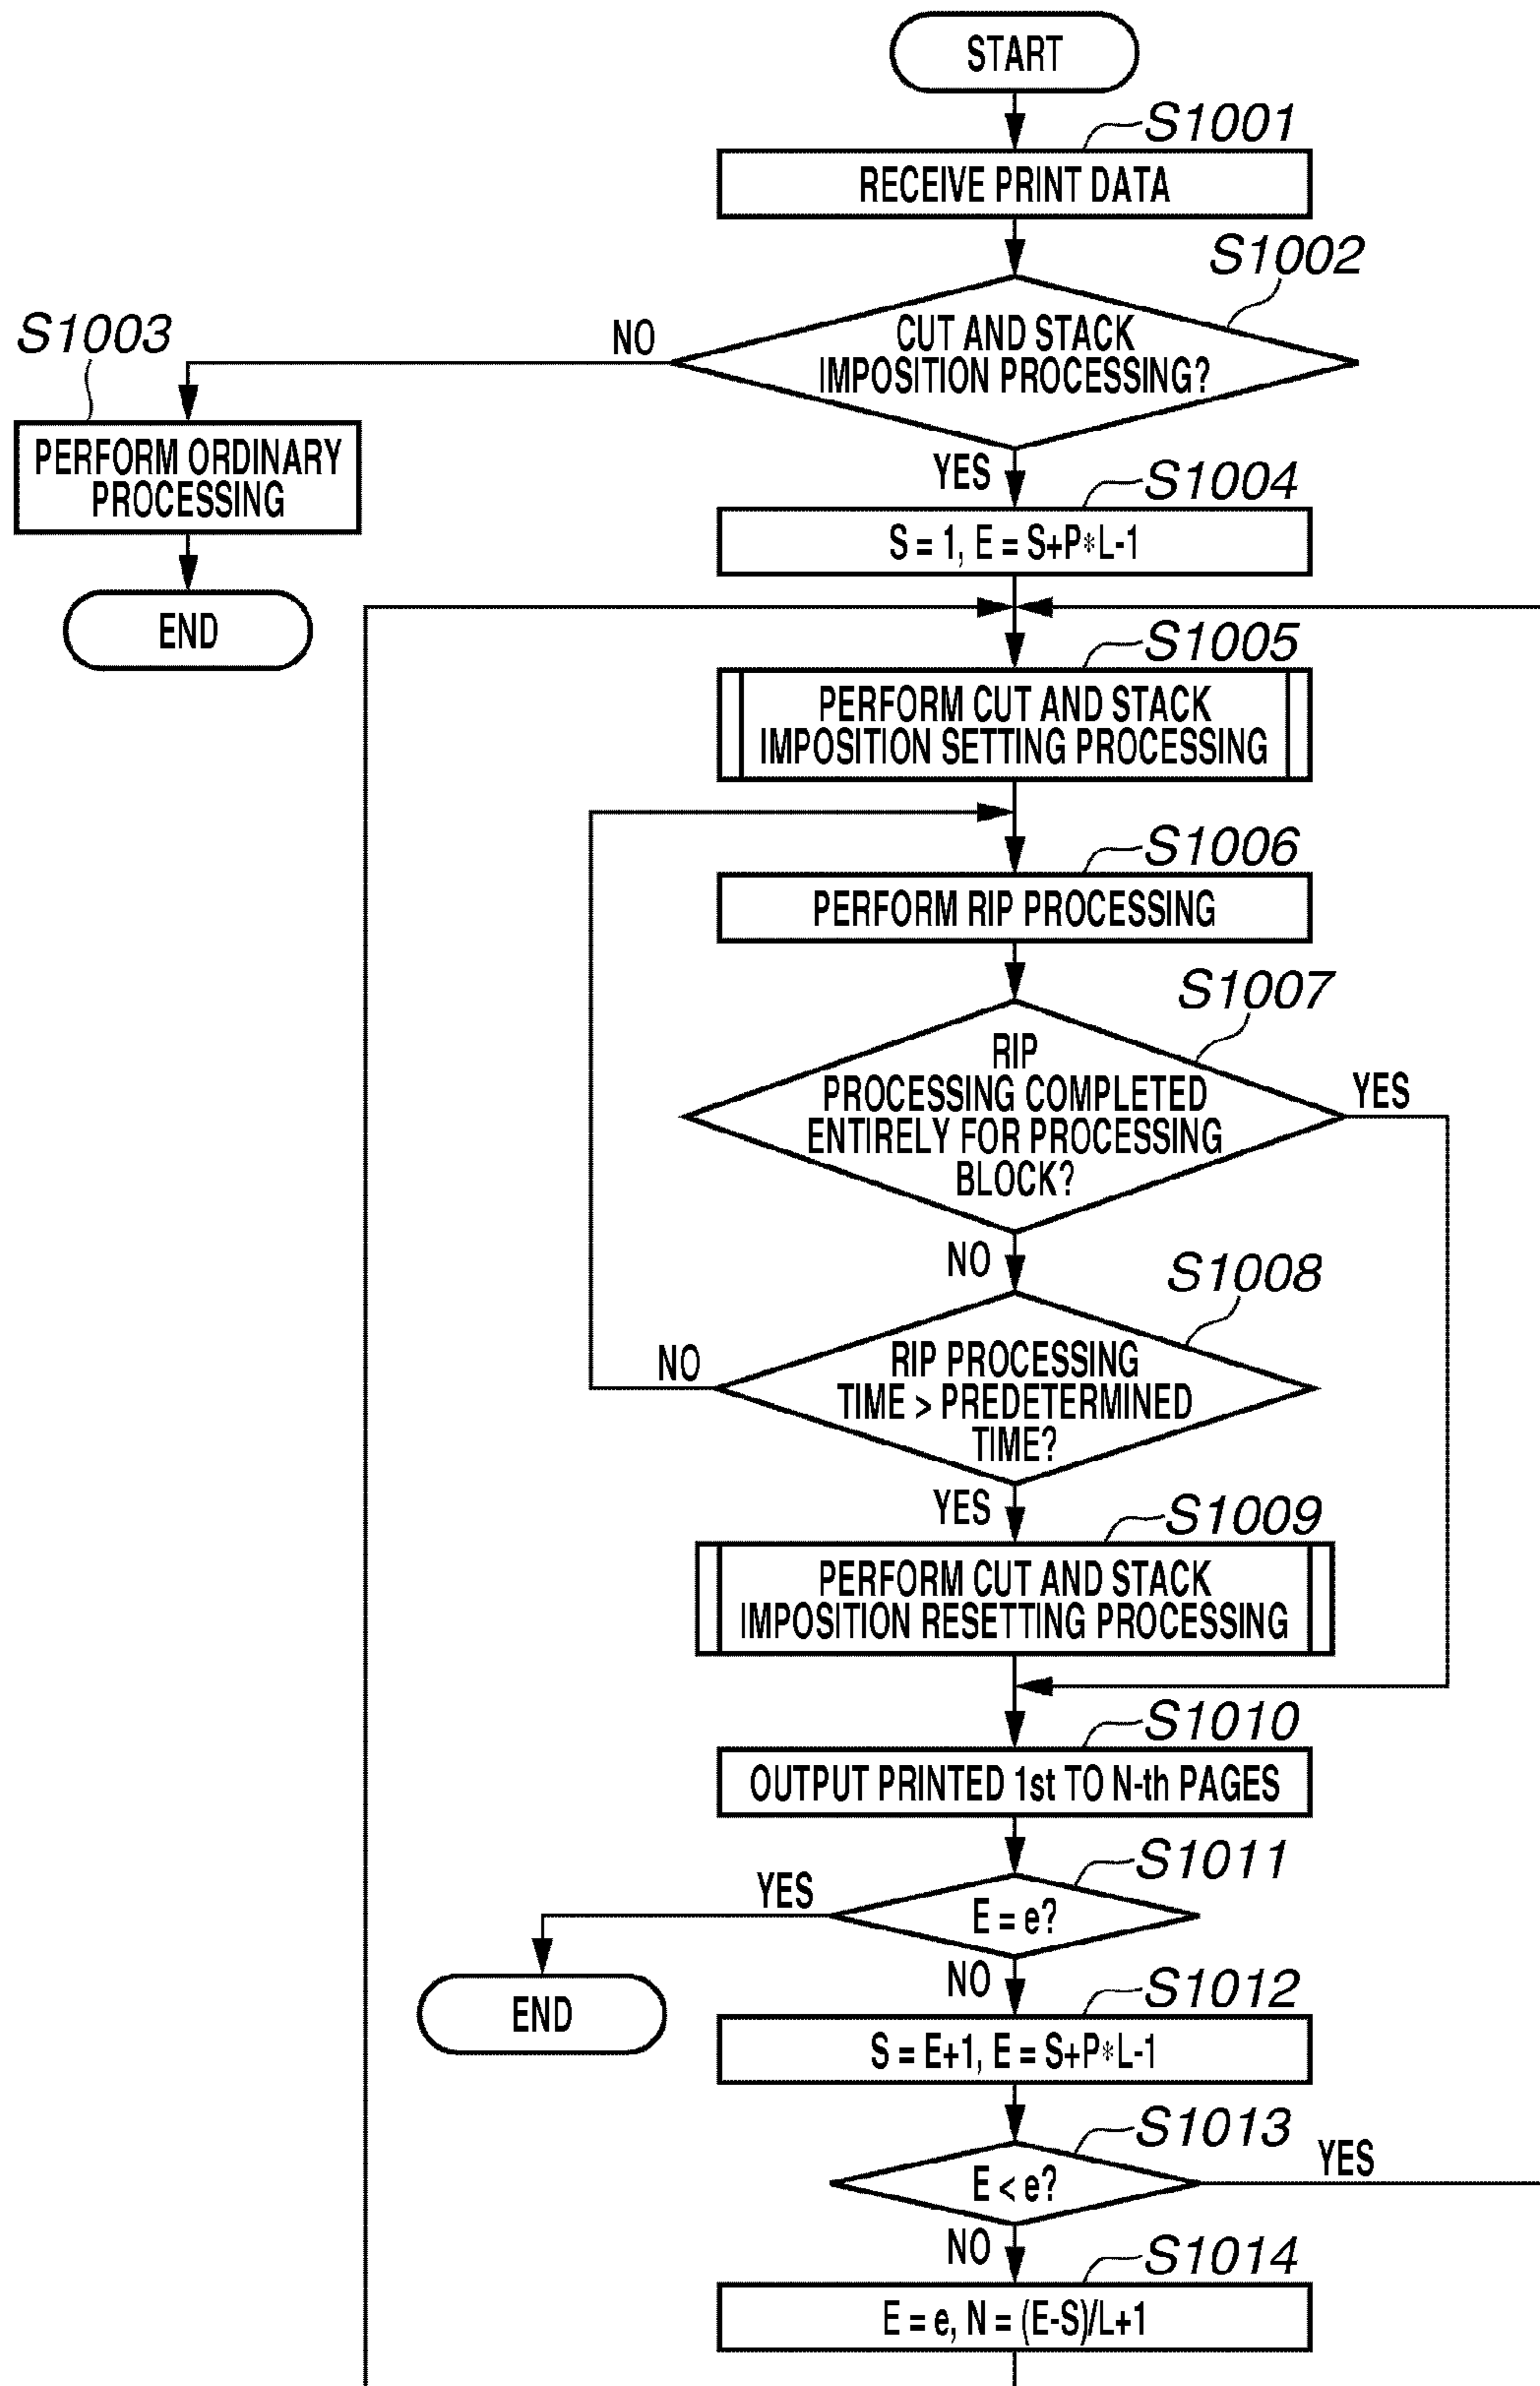 START
S1001
RECEIVE PRINT DATA
S1002
CUT AND STACK
IMPOSITION PROCESSING?
NO
S1003
PERFORM ORDINARY
PROCESSING
END
YES
S1004
S = 1, E = S+P*L-1
S1005
PERFORM CUT AND STACK
IMPOSITION SETTING PROCESSING
S1006
PERFORM RIP PROCESSING
S1007
RIP
PROCESSING COMPLETED
ENTIRELY FOR PROCESSING
BLOCK?
YES
NO
S1008
RIP PROCESSING
TIME > PREDETERMINED
TIME?
NO
YES
S1009
PERFORM CUT AND STACK
IMPOSITION RESETTING PROCESSING
S1010
OUTPUT PRINTED 1st TO N-th PAGES
S1011
E = e?
YES
END
NO
S1012
S = E+1, E = S+P*L-1
S1013
E < e?
YES
NO
S1014
E = e, N = (E-S)/L+1